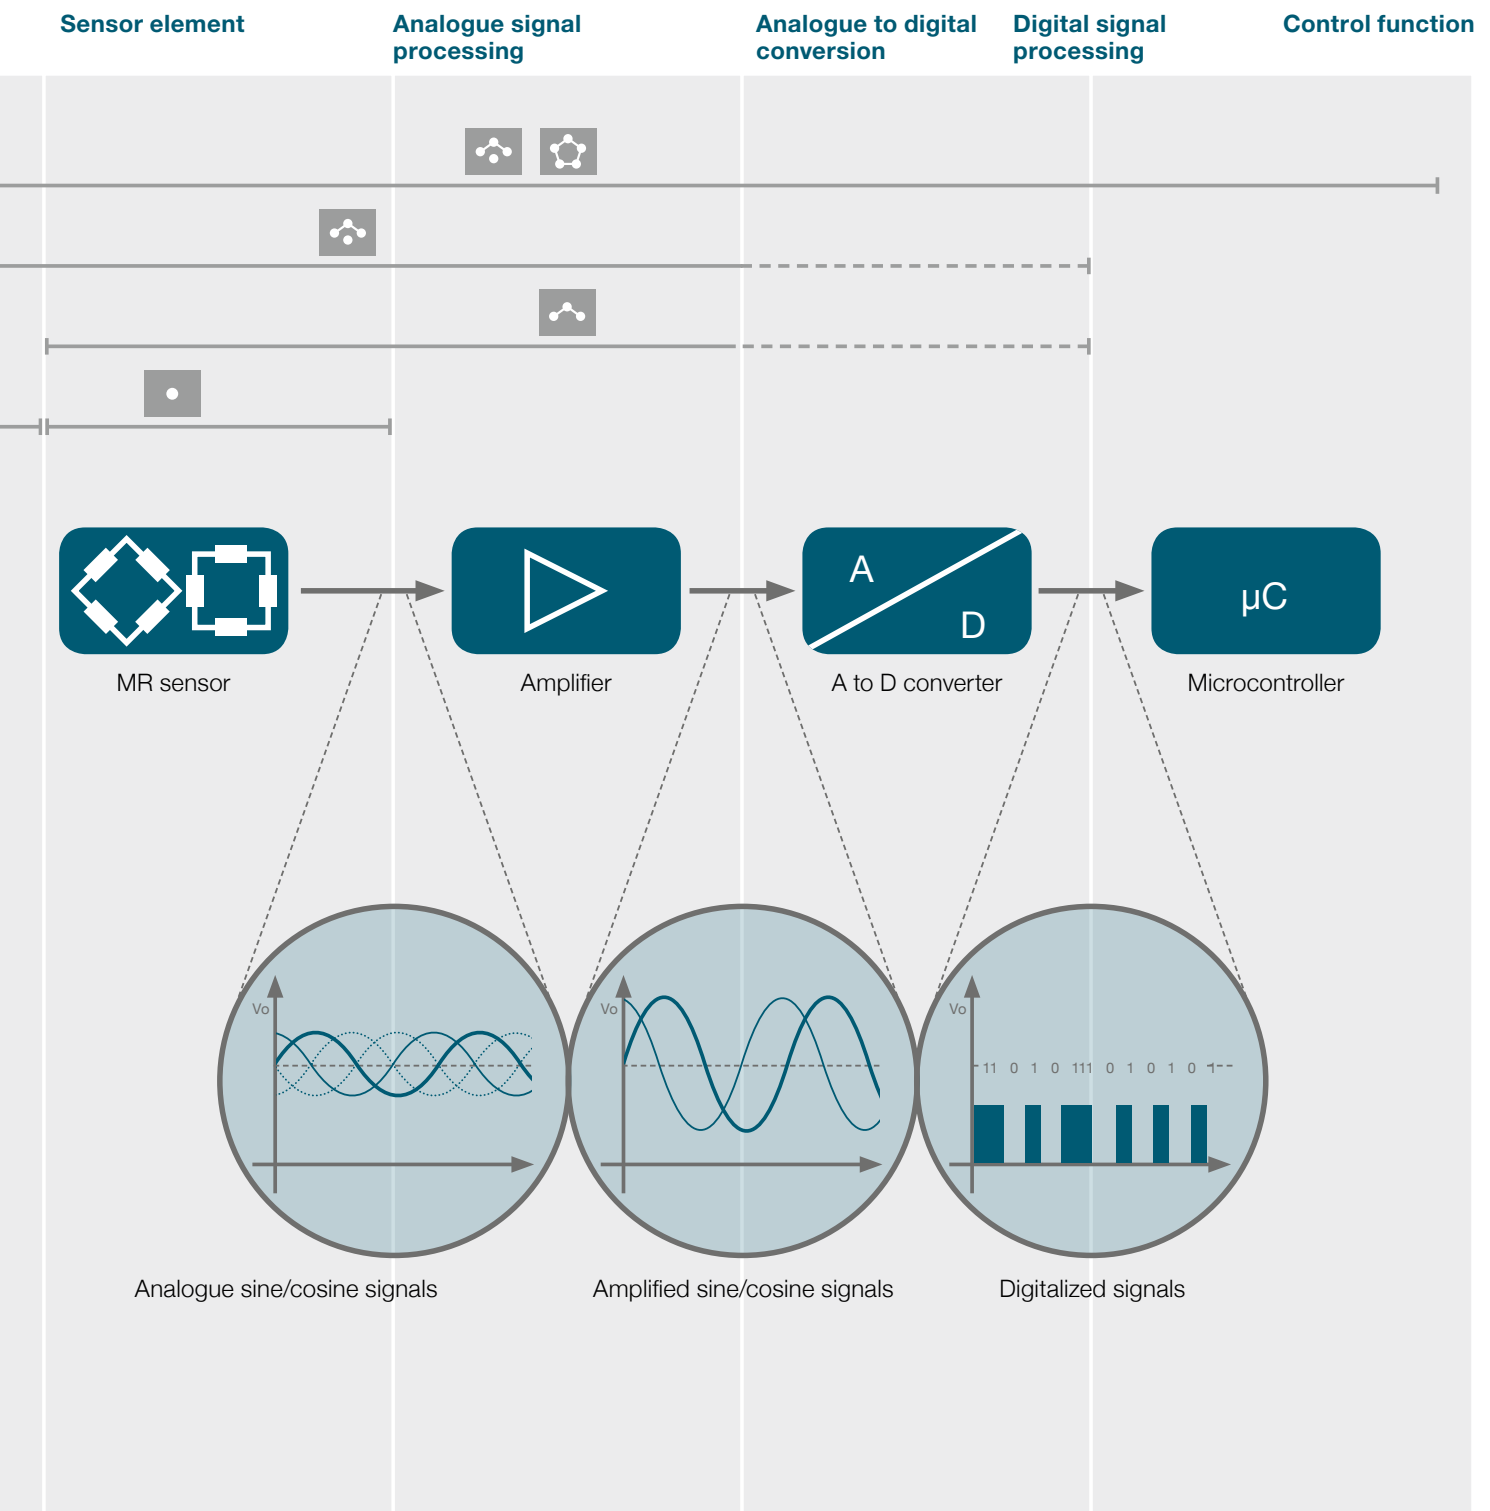 Sensor element
Analogue signal
processing
Analogue to digital
conversion
Digital signal
processing
Control function
A
D
µC
MR sensor
Amplifier
A to D converter
Microcontroller
Vo
Vo
Vo
11 0 1 0 111 0 1 0 1 0 1
Analogue sine/cosine signals
Amplified sine/cosine signals
Digitalized signals